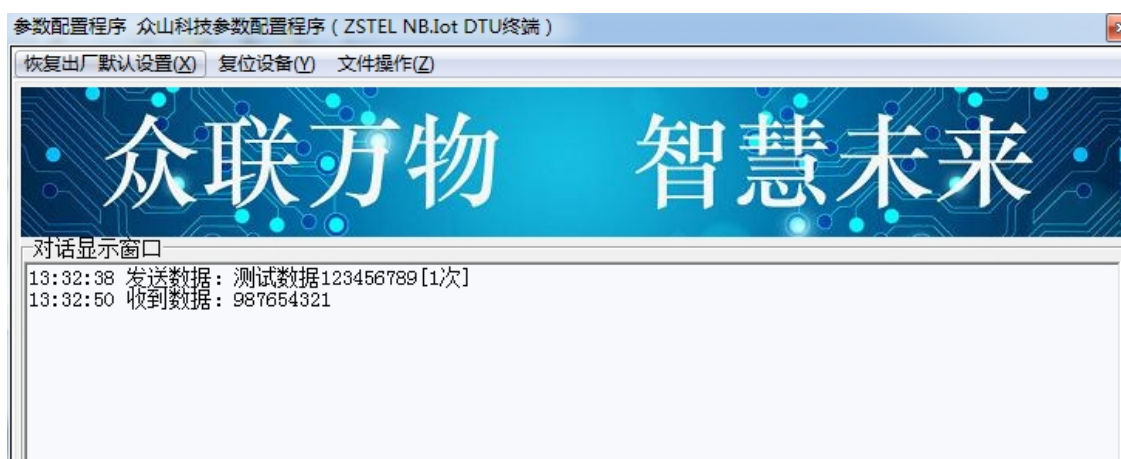 参数配置程序 众山科技参数配置程序（ZSTEL NB.Iot DTU终端）
恢复出厂默认设置(X) 复位设备(Y) 文件操作(Z)
众联万物 智慧未来
对话显示窗口
13:32:38 发送数据：测试数据123456789[1次]
13:32:50 收到数据：987654321